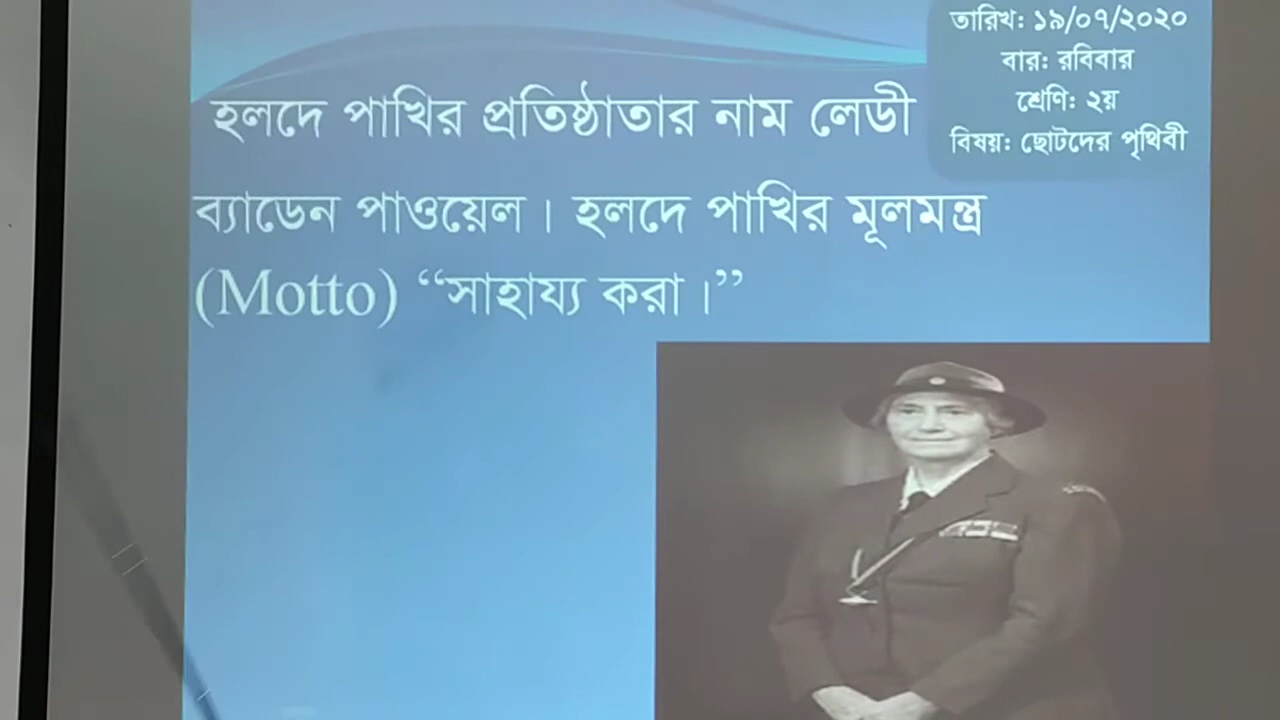 তারিখ: ১৯/০৭/২০২০
বার: রবিবার
শ্রেণি: ২য়
বিষয়: ছোটদের পৃথিবী
হলদে পাখির প্রতিষ্ঠাতার নাম লেডী
ব্যাডেন পাওয়েল। হলদে পাখির মূলমন্ত্র
(Motto) “সাহায্য করা।”